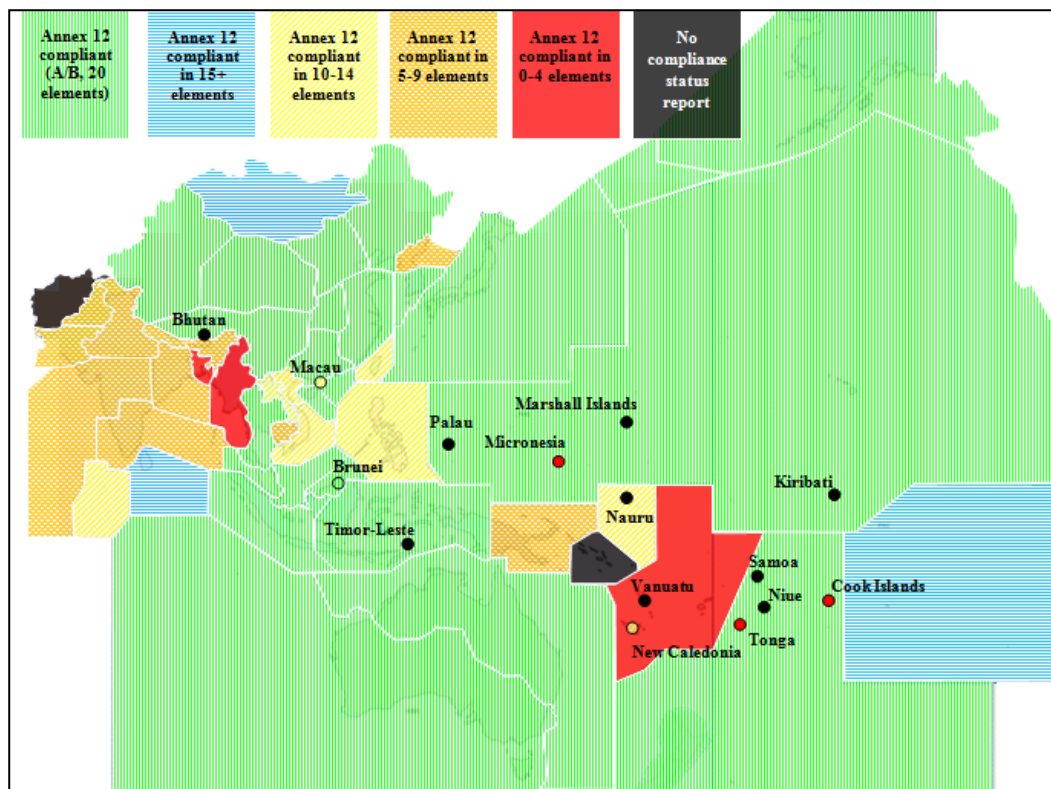 Annex 12
compliant
(A/B, 20
elements)
Annex 12
compliant
in 15+
elements
Annex 12
compliant
in 10-14
elements
Annex 12
compliant in
5-9 elements
Annex 12
compliant in
0-4 elements
No
compliance
status
report
Bhutan
Macau
Marshall Islands
Palau
Micronesia
Brunei
Kiribati
Nauru
Timor-Leste
Samoa
Vanuatu
Niue
Cook Islands
Tonga
New Caledonia